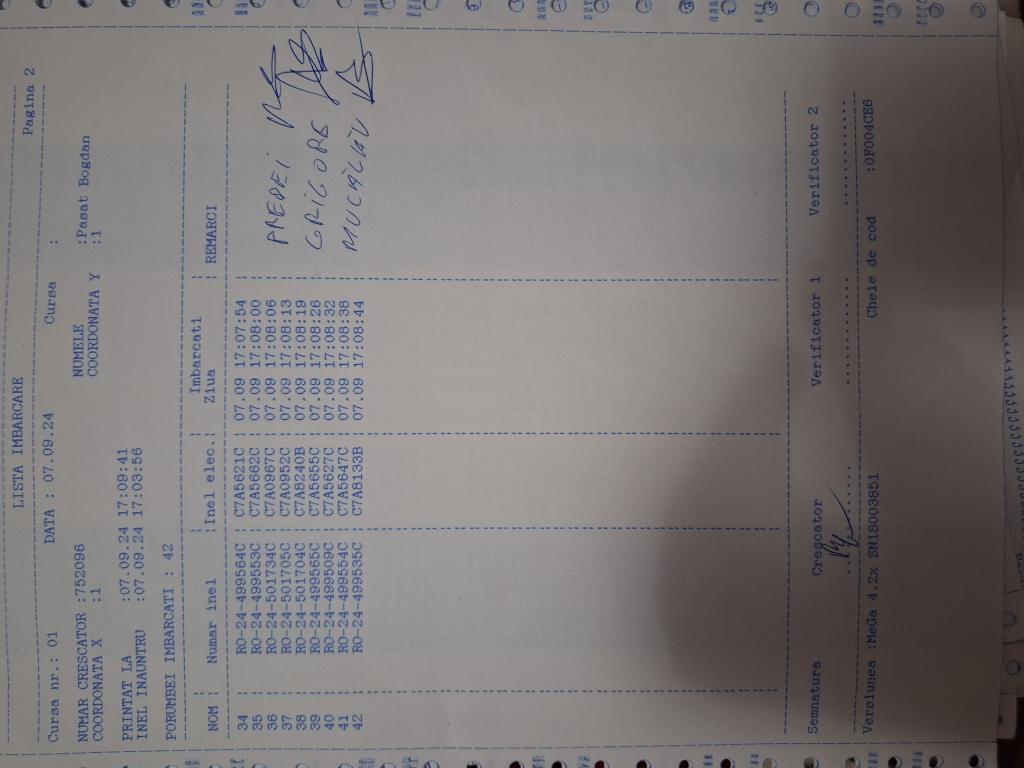 LISTA IMBARCARE
Pagina 2
Cursa nr.: 01 DATA : 07.09.24 Cursa :
NUMAR CRESCATOR :752096 NUMELE :Pasat Bogdan
COORDONATA X :1 COORDONATA Y :1
PRINTAT LA :07.09.24 17:09:41
INEL INAUNTRU :07.09.24 17:03:56
PORUMBEI IMBARCATI : 42
Imbarcati
NOM ¦ Numar inel ¦Inel elec.¦ Ziua ¦ REMARCI
34 ¦ RO-24-499564C ¦ C7A5621C ¦ 07.09 17:07:54 ¦
35 ¦ RO-24-499553C ¦ C7A5662C ¦ 07.09 17:08:00 ¦
36 ¦ RO-24-501734C ¦ C7A0967C ¦ 07.09 17:08:06 ¦ PREDEI
37 ¦ RO-24-501705C ¦ C7A0952C ¦ 07.09 17:08:13 ¦
38 ¦ RO-24-501704C ¦ C7A8240B ¦ 07.09 17:08:19 ¦ GRIGORE
39 ¦ RO-24-499565C ¦ C7A5655C ¦ 07.09 17:08:26 ¦
40 ¦ RO-24-499509C ¦ C7A5627C ¦ 07.09 17:08:32 ¦
41 ¦ RO-24-499554C ¦ C7A5647C ¦ 07.09 17:08:38 ¦
42 ¦ RO-24-499535C ¦ C7A8133B ¦ 07.09 17:08:44 ¦
Semnatura Crescator Verificator 1 Verificator 2
Versiunea :MeGa 4.2x SN18003851 Cheie de cod :0F004CE6